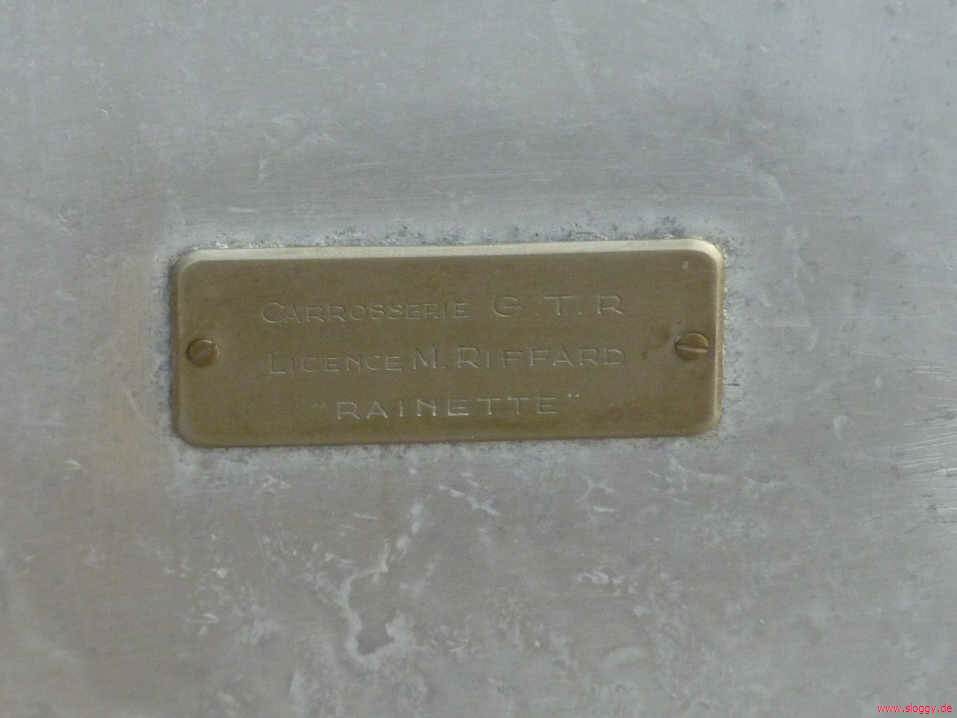 CARROSSERIE G.T.R
LICENCE M. RIFFARD
"RAINETTE"
www.sloggy.de